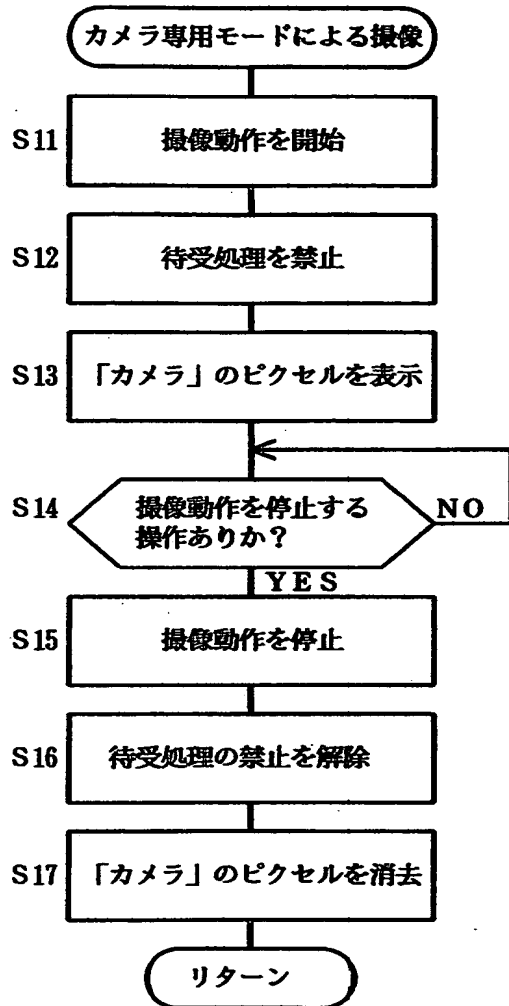 カメラ専用モードによる撮像
S11 撮像動作を開始
S12 待受処理を禁止
S13 「カメラ」のピクセルを表示
S14 撮像動作を停止する
操作ありか?
NO
YES
S15 撮像動作を停止
S16 待受処理の禁止を解除
S17 「カメラ」のピクセルを消去
リターン